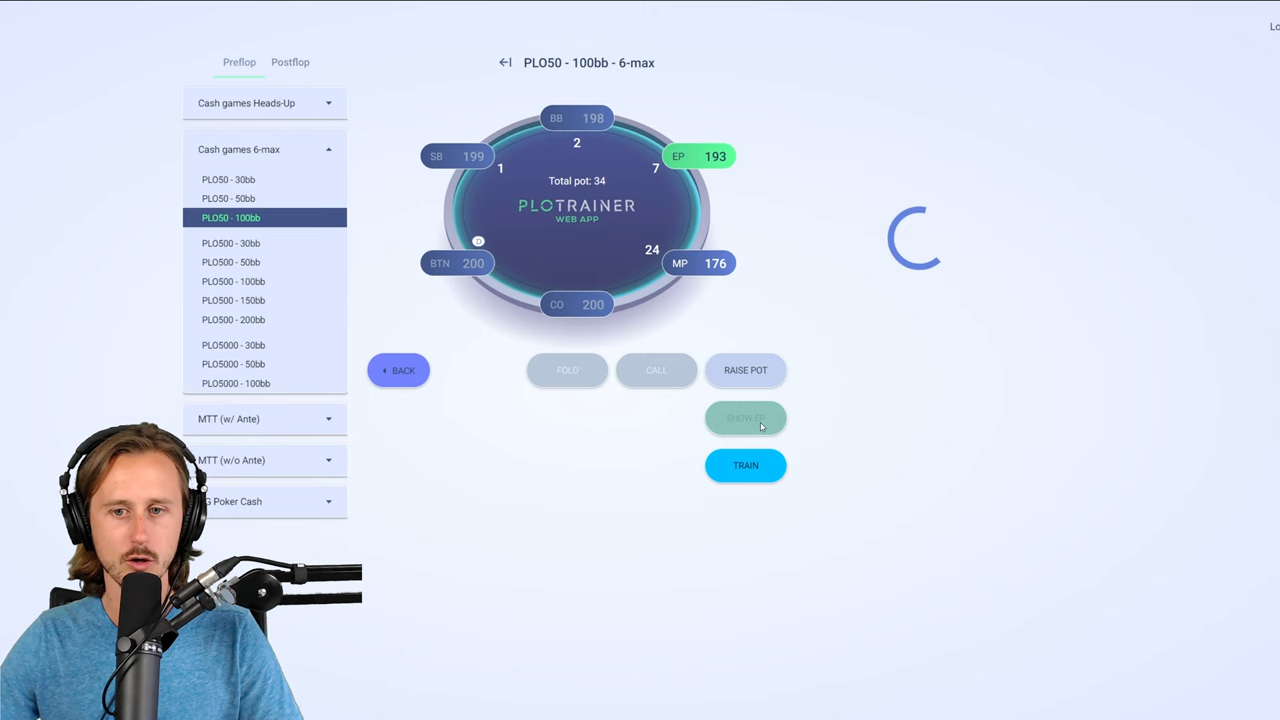 Lo
Preflop
Postflop
PLO50 - 100bb - 6-max
Cash games Heads-Up
Cash games 6-max
PLO50 - 30bb
PLO50 - 50bb
PLO50 - 100bb
PLO500 - 30bb
PLO500 - 50bb
PLO500 - 100bb
PLO500 - 150bb
PLO500 - 200bb
PLO5000 - 30bb
PLO5000 - 50bb
PLO5000 - 100bb
MTT (w/ Ante)
MTT (w/o Ante)
G Poker Cash
BB 198
2
SB 199
1
EP 193
7
Total pot: 34
PLOTRAINER
WEB APP
D
BTN 200
24
MP 176
CO 200
BACK
FOLD
CALL
RAISE POT
SHOW EP
TRAIN